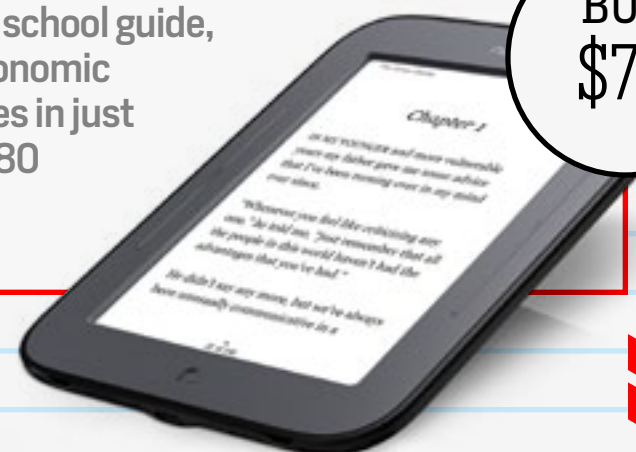 school guide,
onomic
es in just
80
BU
$7
Chapter 1
IN MY YOUNGER and more vulnerable
years my father gave me some advice
that I've been turning over in my mind
ever since.
"Whenever you feel like criticizing any
one," he told me, "just remember that all
the people in this world haven't had the
advantages that you've had."
He didn't say any more, but we've always
been unusually communicative in a